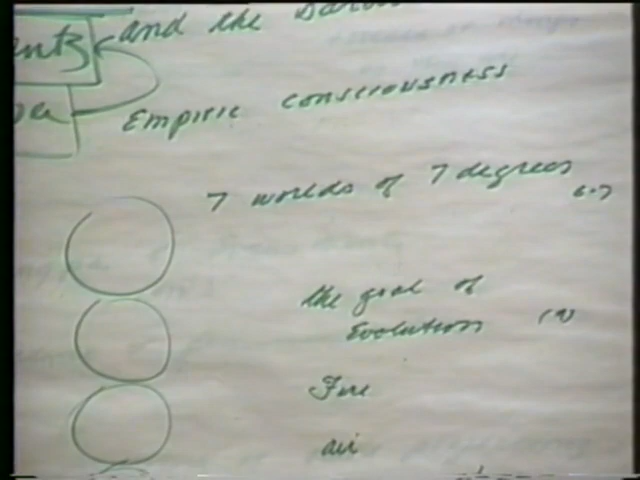 and the
Empiric consciousness
7 worlds of 7 degrees
the goal of
Evolution
Fire
air